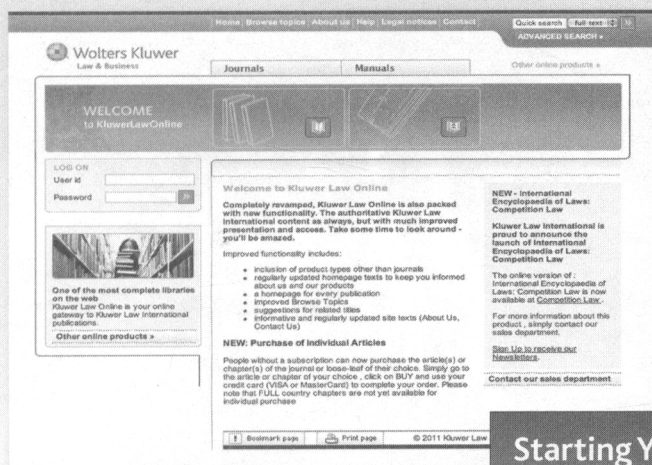 Home Browse topics About us Help Legal notices Contact
Quick search full text
ADVANCED SEARCH »
Wolters Kluwer
Law & Business
Journals
Manuals
Other online products »
WELCOME
to KluwerLawOnline
LOG ON
User id
Password
One of the most complete libraries
on the web
Kluwer Law Online is your online
gateway to Kluwer Law International
publications.
Other online products »
Welcome to Kluwer Law Online
Completely revamped, Kluwer Law Online is also packed
with new functionality. The authoritative Kluwer Law
International content as always, but with much improved
presentation and access. Take some time to look around -
you'll be amazed.
Improved functionality includes:
• inclusion of product types other than journals
• regularly updated homepage texts to keep you informed
about us and our products
• a homepage for every publication
• improved Browse Topics
• suggestions for related titles
• informative and regularly updated site texts (About Us,
Contact Us)
NEW: Purchase of Individual Articles
People without a subscription can now purchase the article(s) or
chapter(s) of the journal or loose-leaf of their choice. Simply go to
the article or chapter of your choice , click on BUY and use your
credit card (VISA or MasterCard) to complete your order. Please
note that FULL country chapters are not yet available for
individual purchase
Bookmark page
Print page
© 2011 Kluwer Law
NEW - International
Encyclopedia of Laws:
Competition Law
Kluwer Law International is
proud to announce the
launch of International
Encyclopaedia of Laws:
Competition Law
The online version of :
International Encyclopaedia of
Laws: Competition Law is now
available at Competition Law .
For more information about this
product , simply contact our
sales department.
Sign Up to receive our
Newsletters.
Contact our sales department
Starting Y